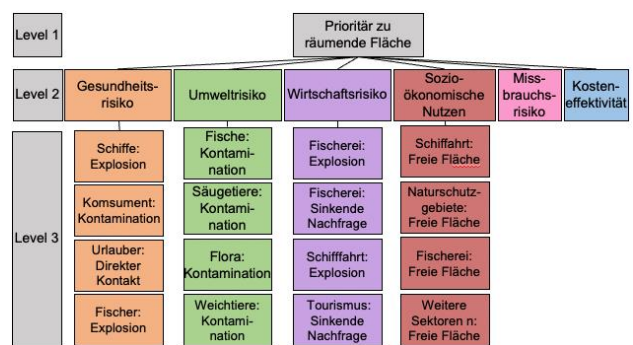 Level 1
Prioritär zu
räumende Fläche
Level 2
Gesundheits-
risiko
Umweltrisiko
Wirtschaftsrisiko
Sozio-
ökonomische
Nutzen
Miss-
brauchs-
risiko
Kosten-
effektivität
Level 3
Schiffe:
Explosion
Fische:
Kontami-
nation
Fischerei:
Explosion
Schiffahrt:
Freie Fläche
Komsument:
Kontamination
Säugetiere:
Kontami-
nation
Fischerei:
Sinkende
Nachfrage
Naturschutz-
gebiete:
Freie Fläche
Urlauber:
Direkter
Kontakt
Flora:
Kontamination
Schifffahrt:
Explosion
Fischerei:
Freie Fläche
Fischer:
Explosion
Weichtiere:
Kontami-
nation
Tourismus:
Sinkende
Nachfrage
Weitere
Sektoren n:
Freie Fläche